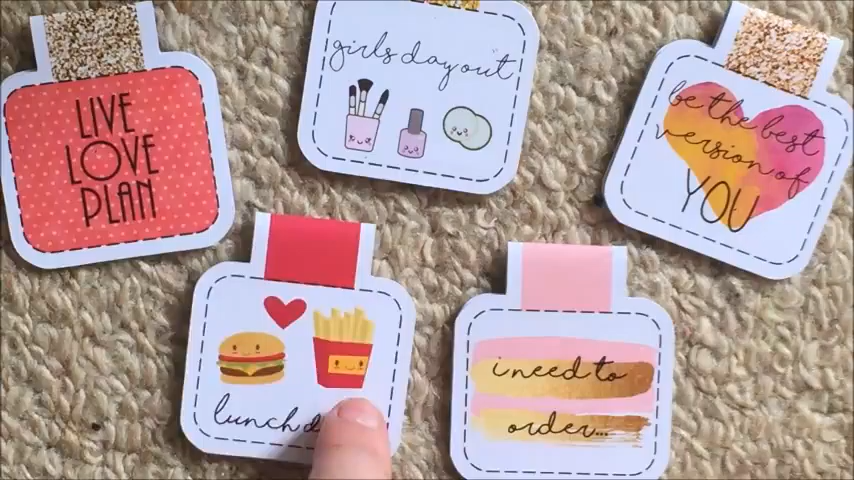 LIVE
LOVE
PLAN
girls day out
be the best
version of
YOU
lunch
i need to
order...